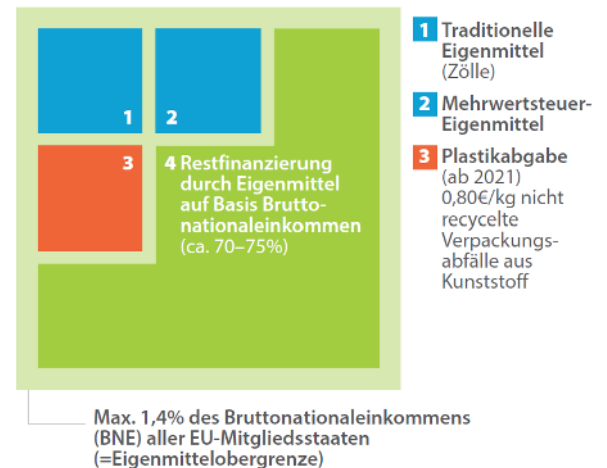 1
2
3
4 Restfinanzierung
durch Eigenmittel
auf Basis Brutto-
nationaleinkommen
(ca. 70–75%)
1 Traditionelle
Eigenmittel
(Zölle)
2 Mehrwertsteuer-
Eigenmittel
3 Plastikabgabe
(ab 2021)
0,80€/kg nicht
recycelte
Verpackungs-
abfälle aus
Kunststoff
Max. 1,4% des Bruttonationaleinkommens
(BNE) aller EU-Mitgliedsstaaten
(=Eigenmittelobergrenze)